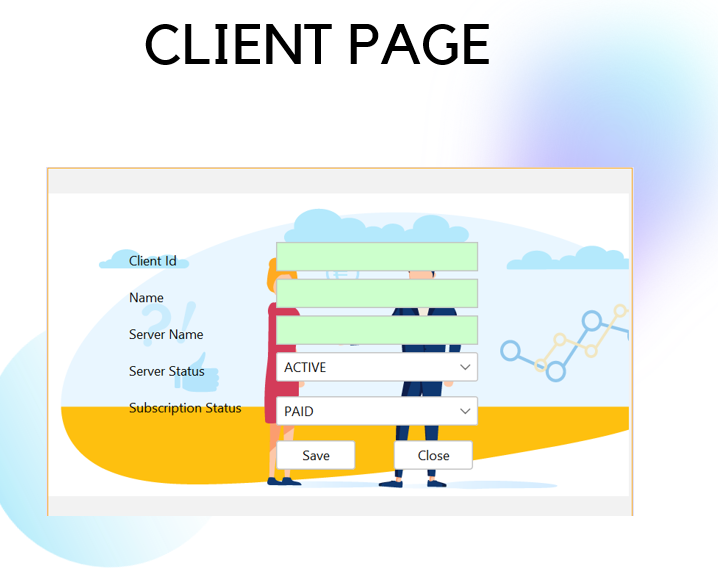 CLIENT PAGE
Client Id
Name
Server Name
Server Status ACTIVE
Subscription Status PAID
Save Close